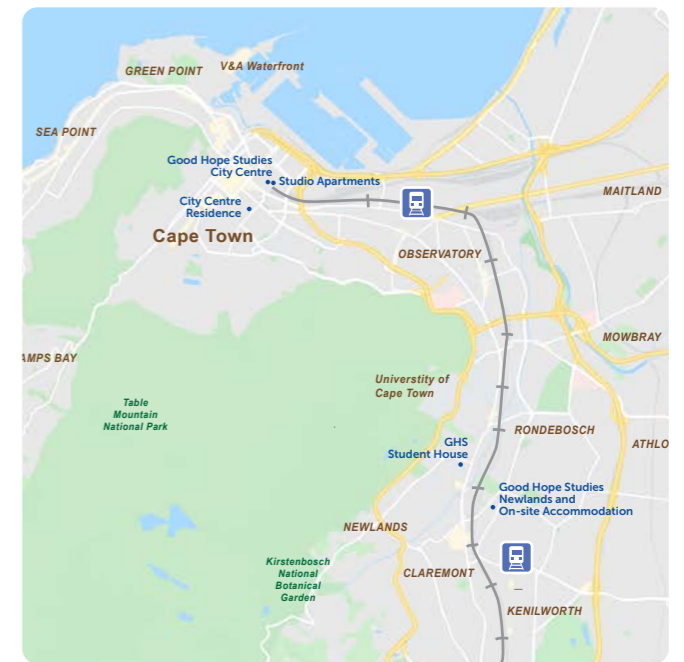 V&A Waterfront
GREEN POINT
SEA POINT
Good Hope Studies
City Centre
Studio Apartments
City Centre
Residence
Cape Town
MAITLAND
OBSERVATORY
MOWBRAY
AMPS BAY
Universtity of
Cape Town
Table
Mountain
National Park
RONDEBOSCH
ATHLO
GHS
Student House
Good Hope Studies
Newlands and
On-site Accommodation
NEWLANDS
Kirstenbosch
National
Botanical
Garden
CLAREMONT
KENILWORTH